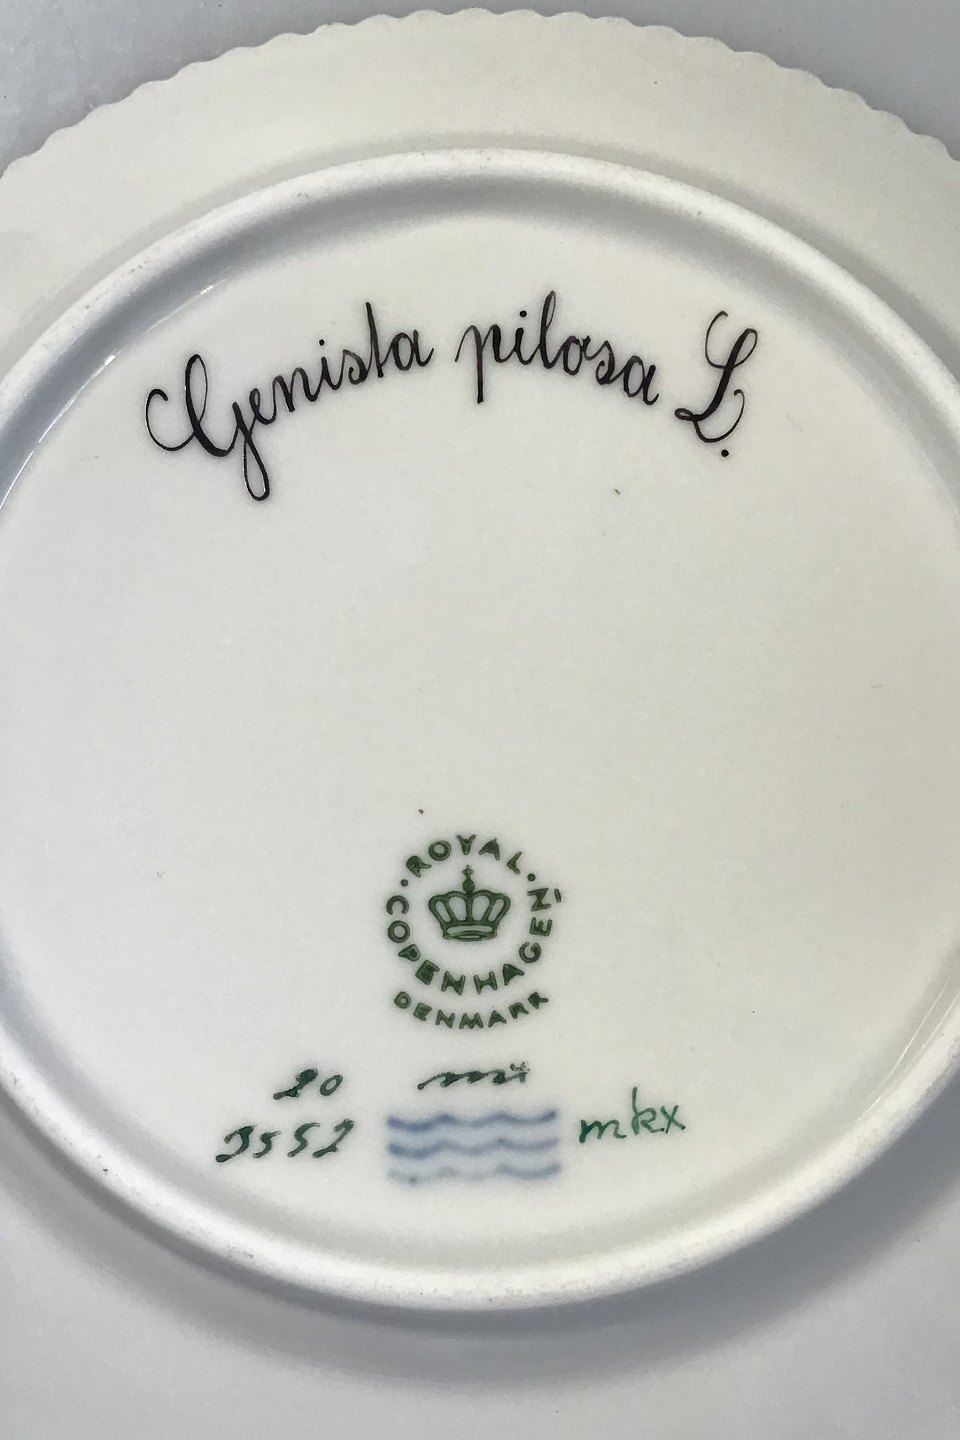 Genista pilosa L.
ROYAL
COPENHAGEN
DENMARK
20
3552 mkx